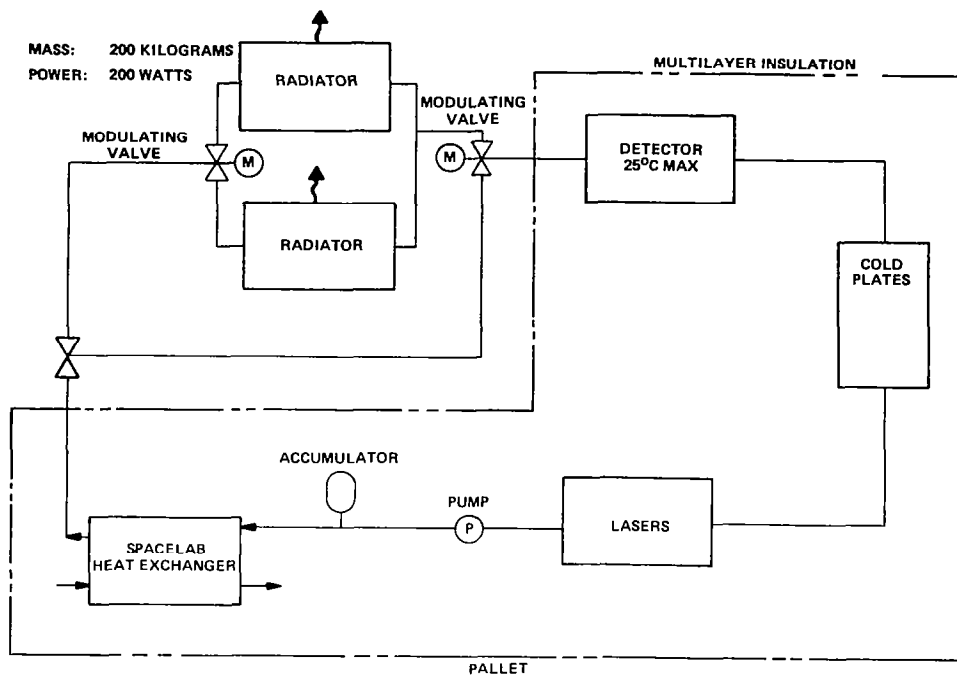 MASS: 200 KILOGRAMS
POWER: 200 WATTS
RADIATOR
MULTILAYER INSULATION
MODULATING
VALVE
MODULATING
VALVE
M
M
DETECTOR
25°C MAX
RADIATOR
COLD
PLATES
ACCUMULATOR
PUMP
P
LASERS
SPACELAB
HEAT EXCHANGER
PALLET